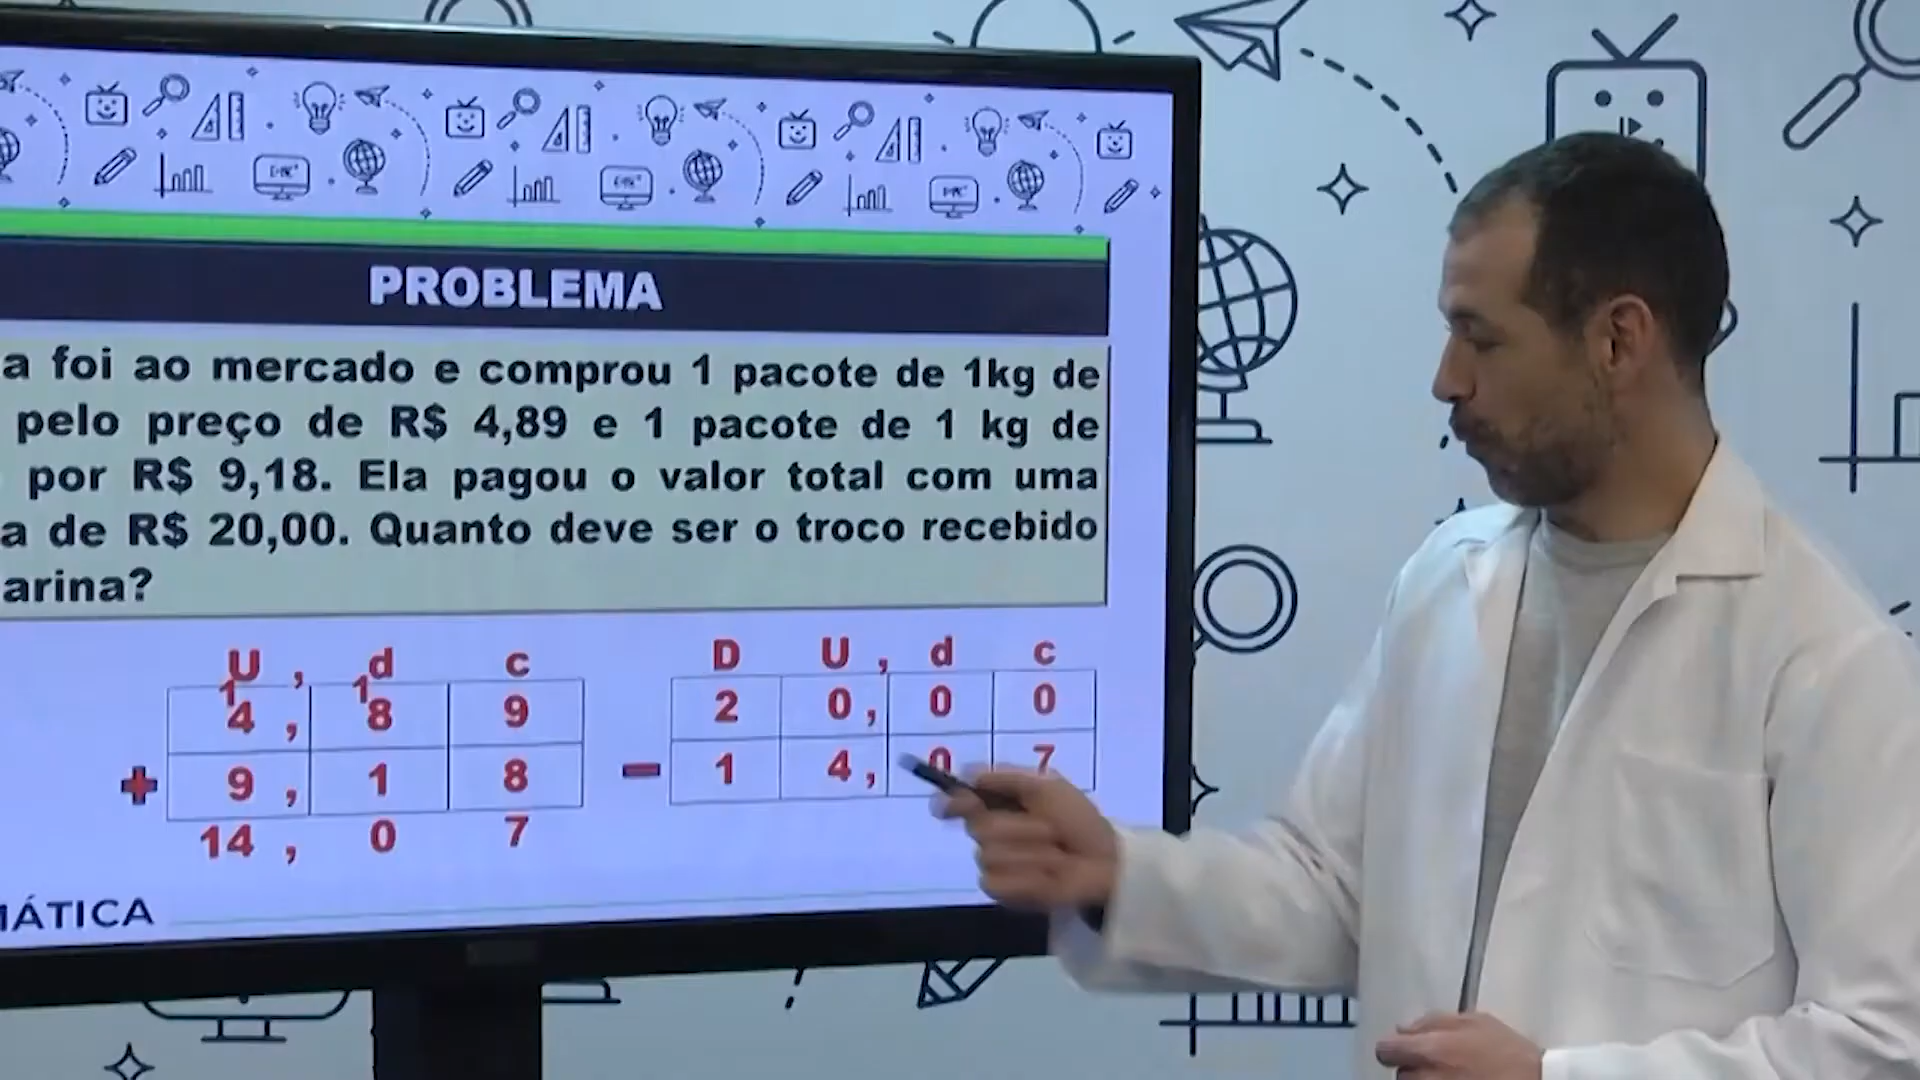 PROBLEMA
a foi ao mercado e comprou 1 pacote de 1kg de
pelo preço de R$ 4,89 e 1 pacote de 1 kg de
por R$ 9,18. Ela pagou o valor total com uma
a de R$ 20,00. Quanto deve ser o troco recebido
arina?
U , d c
1 1
4 , 8 9
+ 9 , 1 8
14 , 0 7
D U , d c
2 0 , 0 0
- 1 4 , 0 7
ÁTICA